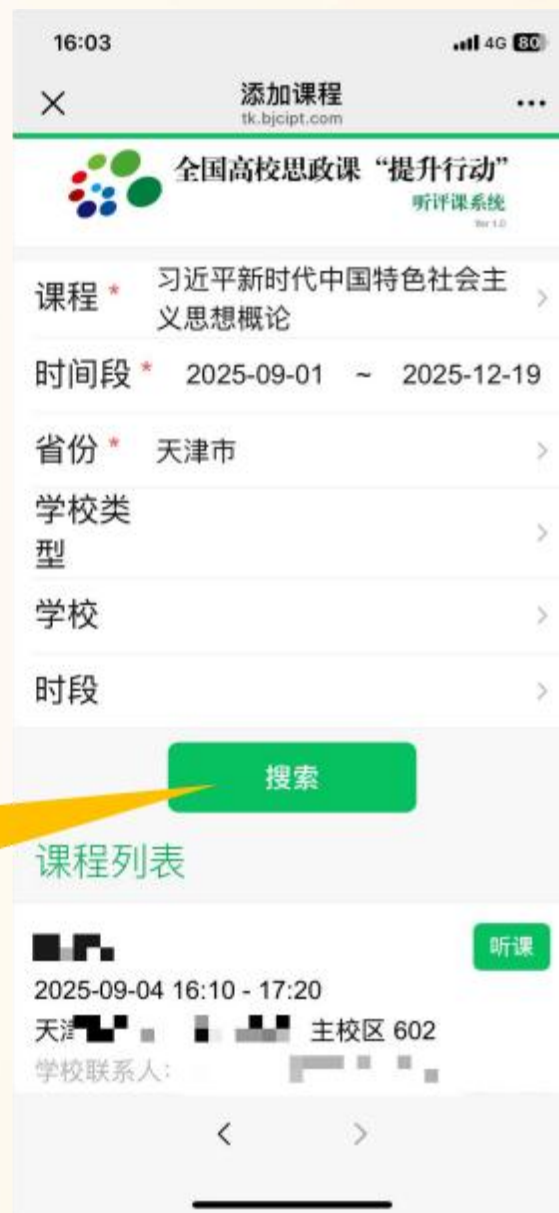 16:03
4G 80
添加课程
tk.bjcipt.com
全国高校思政课“提升行动”
听评课系统
Ver 1.0
课程 *
习近平新时代中国特色社会主
义思想概论
时间段 * 2025-09-01 ~ 2025-12-19
省份 * 天津市
学校类
型
学校
时段
搜索
课程列表
听课
2025-09-04 16:10 - 17:20
天津 主校区 602
学校联系人: